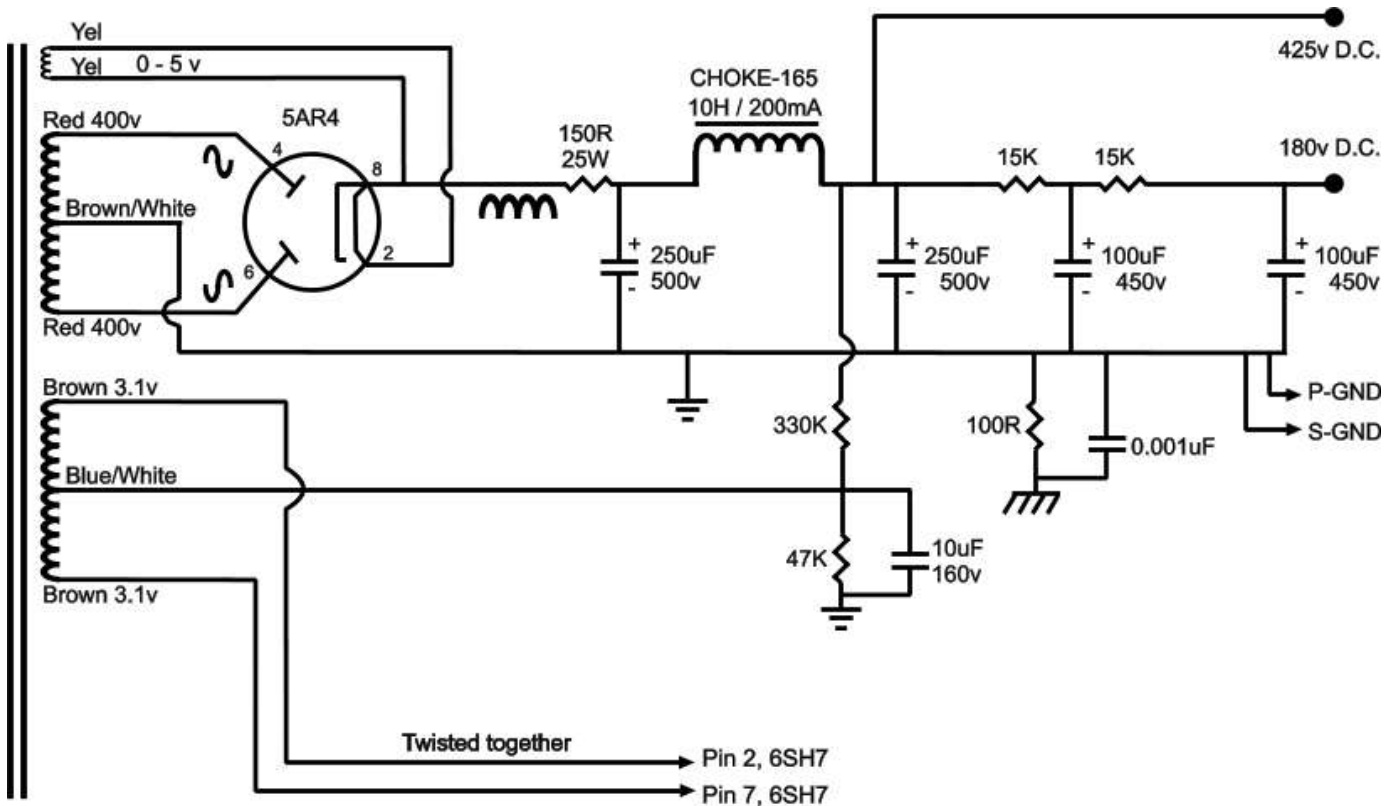 Yel
Yel 0 - 5 v
Red 400v
5AR4
4
8
6
2
Brown/White
Red 400v
150R
25W
CHOKE-165
10H / 200mA
425v D.C.
15K
15K
180v D.C.
+
250uF
500v
-
+
250uF
500v
-
+
100uF
450v
-
+
100uF
450v
-
Brown 3.1v
Blue/White
Brown 3.1v
330K
47K
10uF
160v
100R
0.001uF
P-GND
S-GND
Twisted together
Pin 2, 6SH7
Pin 7, 6SH7